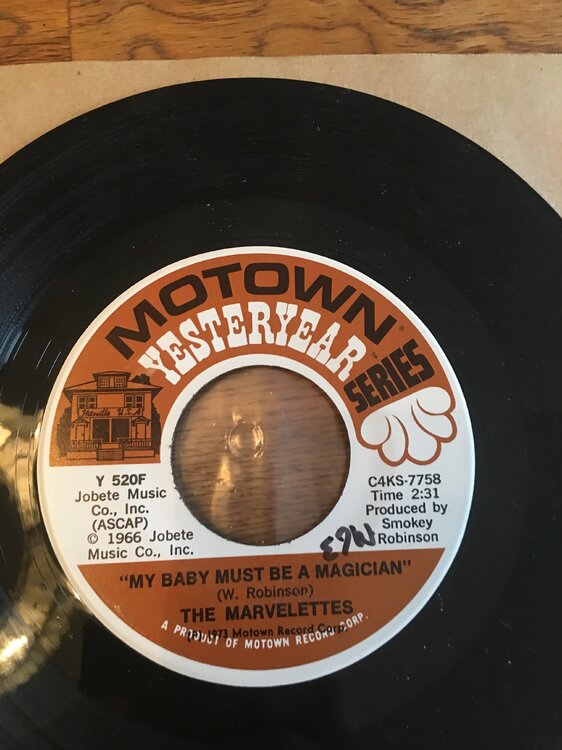 MOTOWN
YESTERYEAR
SERIES
Hitsville U.S.A.
Y 520F
Jobete Music
Co., Inc.
(ASCAP)
© 1966 Jobete
Music Co., Inc.
C4KS-7758
Time 2:31
Produced by
Smokey
Robinson
"MY BABY MUST BE A MAGICIAN"
(W. Robinson)
THE MARVELETTES
1973 Motown Record Corp.
A PRODUCT OF MOTOWN RECORD CORP.